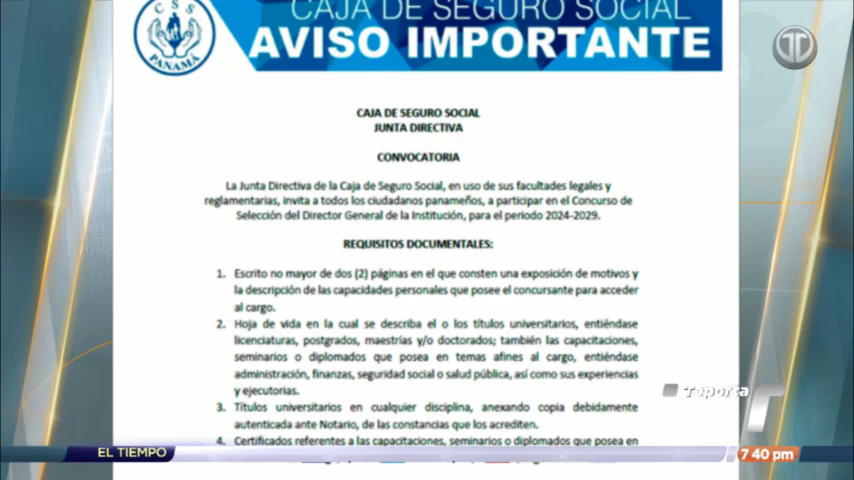 CAJA DE SEGURO SOCIAL
AVISO IMPORTANTE
CSS
PANAMÁ
CAJA DE SEGURO SOCIAL
JUNTA DIRECTIVA
CONVOCATORIA
La Junta Directiva de la Caja de Seguro Social, en uso de sus facultades legales y
reglamentarias, invita a todos los ciudadanos panameños, a participar en el Concurso de
Selección del Director General de la Institución, para el periodo 2024-2029.
REQUISITOS DOCUMENTALES:
1. Escrito no mayor de dos (2) páginas en el que consten una exposición de motivos y
la descripción de las capacidades personales que posee el concursante para acceder
al cargo.
2. Hoja de vida en la cual se describa el o los títulos universitarios, entiéndase
licenciaturas, postgrados, maestrías y/o doctorados; también las capacitaciones,
seminarios o diplomados que posea en temas afines al cargo, entiéndase
administración, finanzas, seguridad social o salud pública, así como sus experiencias
y ejecutorias.
3. Títulos universitarios en cualquier disciplina, anexando copia debidamente
autenticada ante Notario, de las constancias que los acrediten.
4. Certificados referentes a las capacitaciones, seminarios o diplomados que posea en
Treporta
EL TIEMPO
7 40 pm